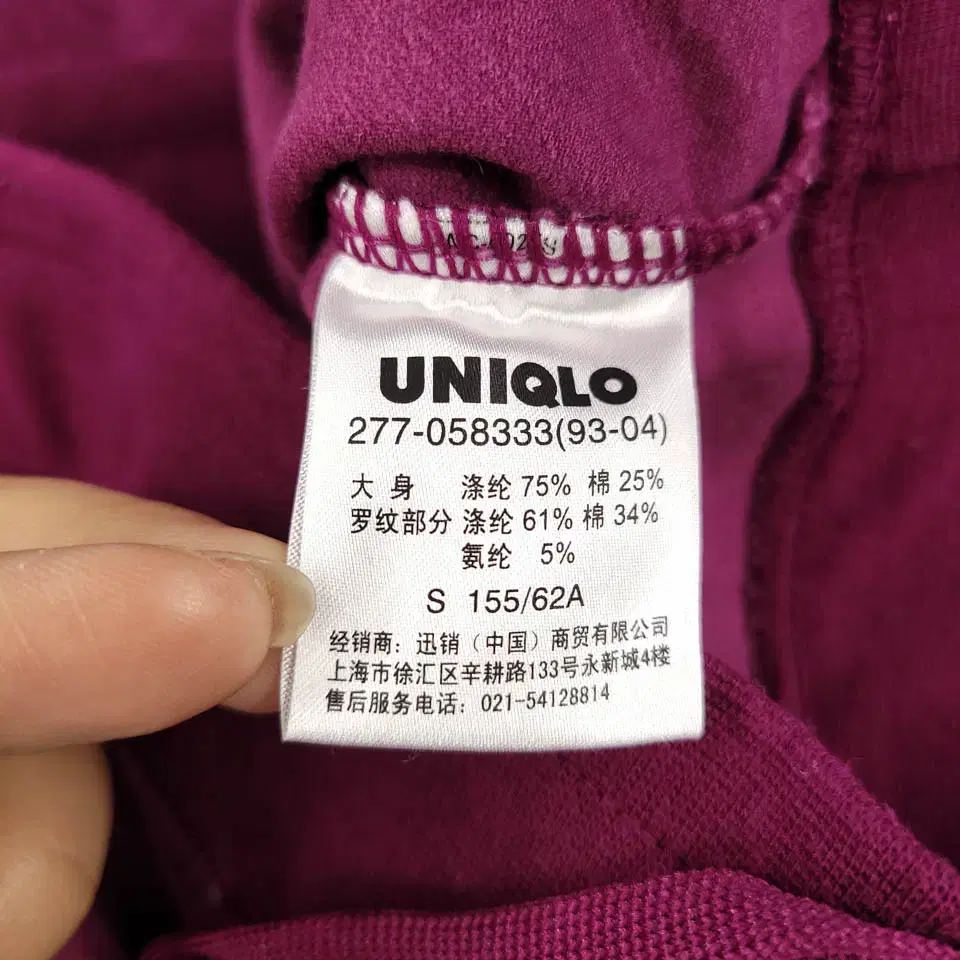 UNIQLO
277-058333(93-04)
大 身 涤纶 75% 棉 25%
罗纹部分 涤纶 61% 棉 34%
氨纶 5%
S 155/62A
经销商: 迅销（中国）商贸有限公司
上海市徐汇区辛耕路133号永新城4楼
售后服务电话: 021-54128814